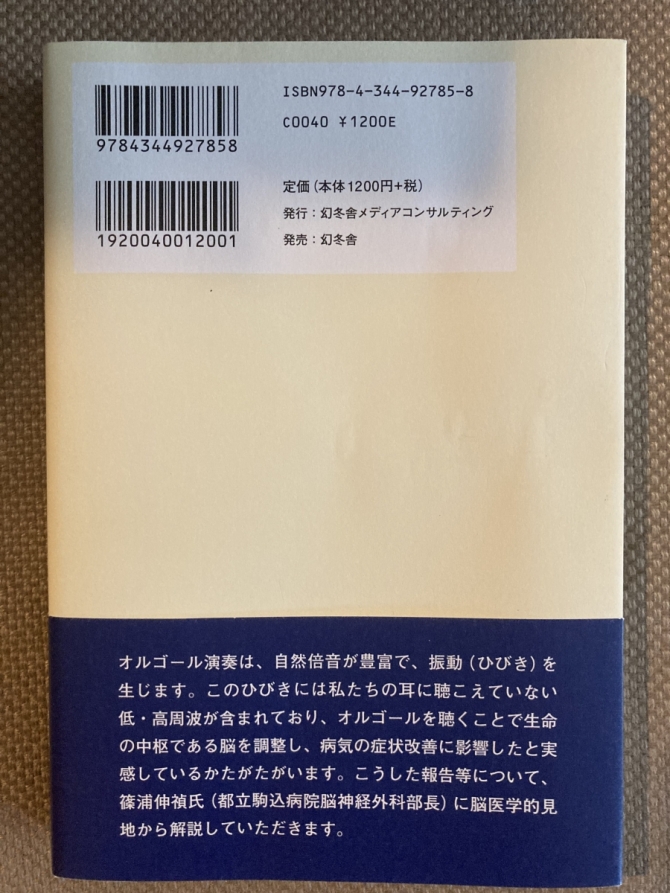 ISBN978-4-344-92785-8
C0040 ¥1200E
9784344927858
定価(本体1200円+税)
発行:幻冬舎メディアコンサルティング
発売:幻冬舎
1920040012001
オルゴール演奏は、自然倍音が豊富で、振動(ひびき)を
生じます。このひびきには私たちの耳に聴こえていない
低・高周波が含まれており、オルゴールを聴くことで生命
の中枢である脳を調整し、病気の症状改善に影響したと実
感しているかたがたがいます。こうした報告等について、
篠浦伸禎氏(都立駒込病院脳神経外科部長)に脳医学的見
地から解説していただきます。